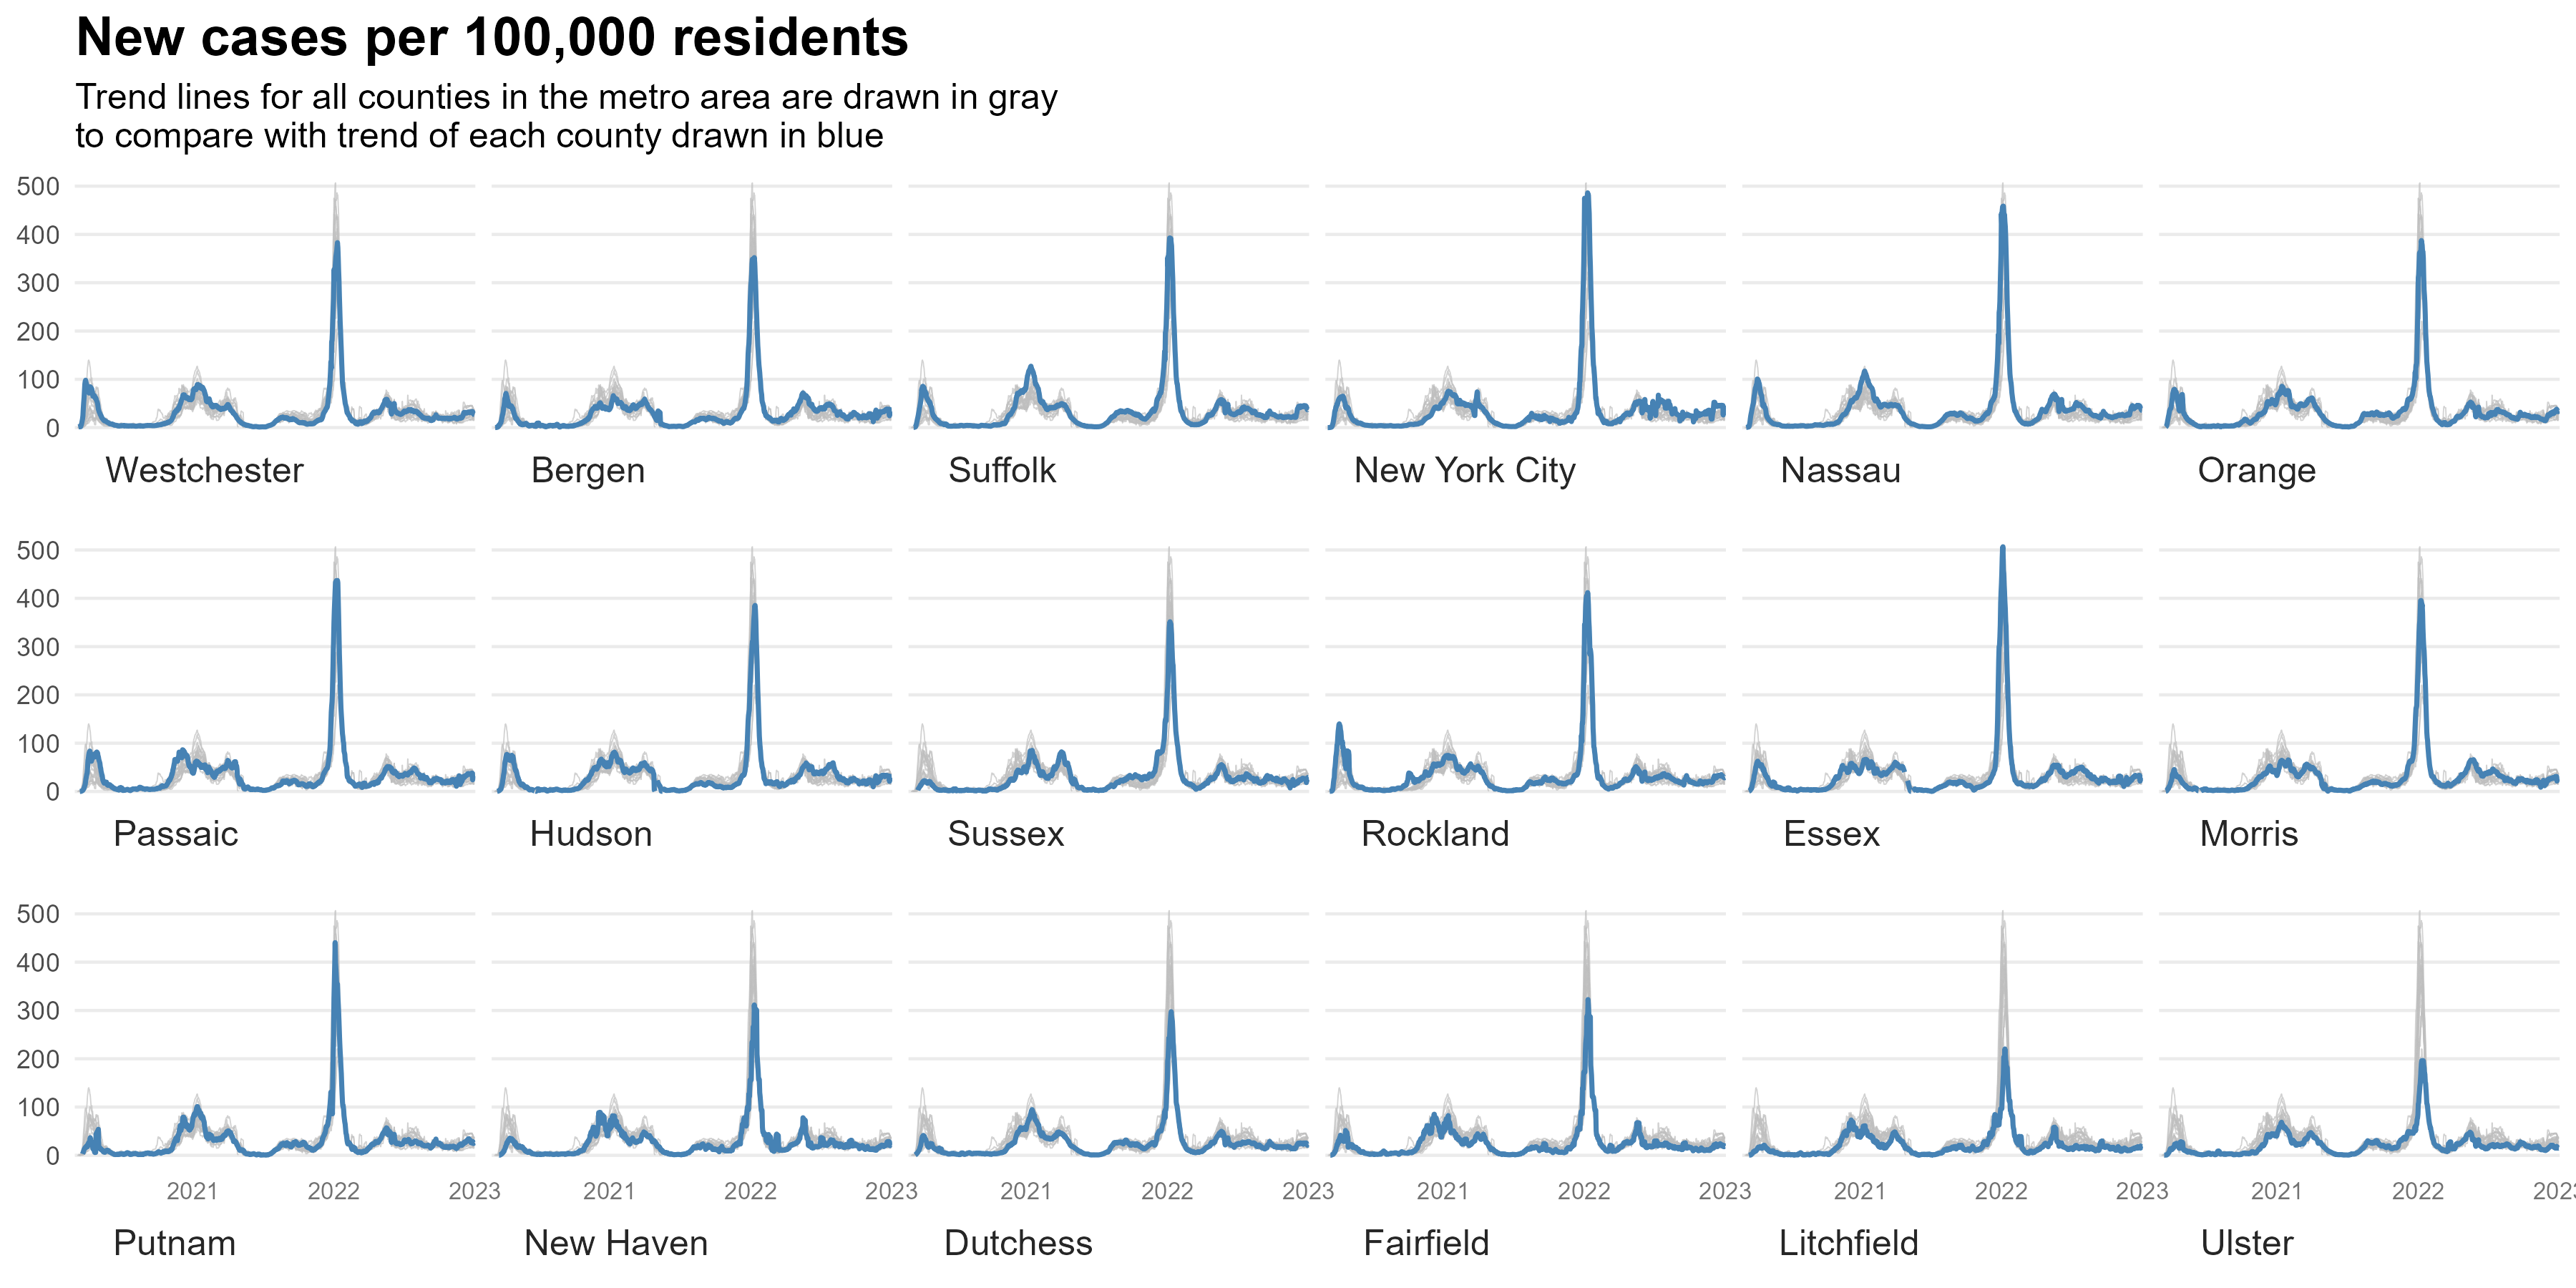 New cases per 100,000 residents
Trend lines for all counties in the metro area are drawn in gray
to compare with trend of each county drawn in blue
500
400
300
200
100
0
Westchester Bergen Suffolk New York City Nassau Orange
500
400
300
200
100
0
Passaic Hudson Sussex Rockland Essex Morris
500
400
300
200
100
0
2021 2022 2023 2021 2022 2023 2021 2022 2023 2021 2022 2023 2021 2022 2023 2021 2022
Putnam New Haven Dutchess Fairfield Litchfield Ulster